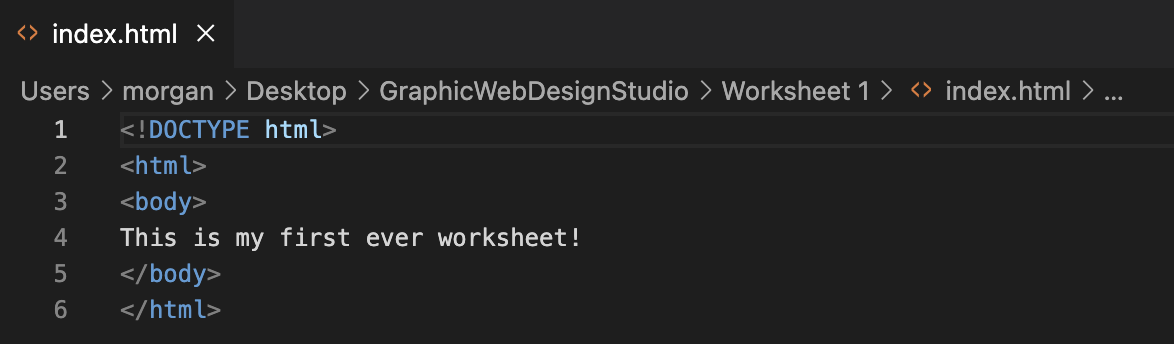 <> index.html ×
Users > morgan > Desktop > GraphicWebDesignStudio > Worksheet 1 > <> index.html > ...
1 <!DOCTYPE html>
2 <html>
3 <body>
4 This is my first ever worksheet!
5 </body>
6 </html>